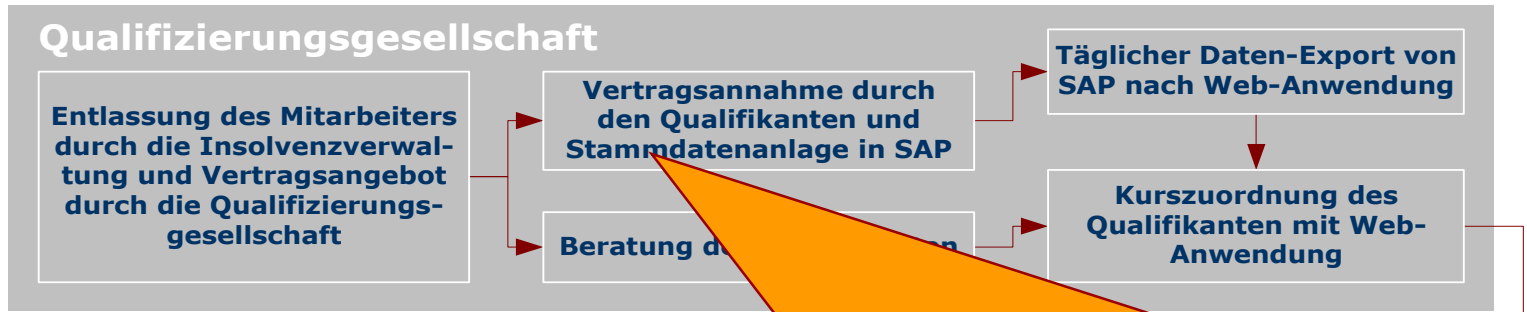 Qualifizierungsgesellschaft
Entlassung des Mitarbeiters
durch die Insolvenzverwal-
tung und Vertragsangebot
durch die Qualifizierungs-
gesellschaft
Vertragsannahme durch
den Qualifikanten und
Stammdatenanlage in SAP
Beratung
Täglicher Daten-Export von
SAP nach Web-Anwendung
Kurszuordnung des
Qualifikanten mit Web-
Anwendung